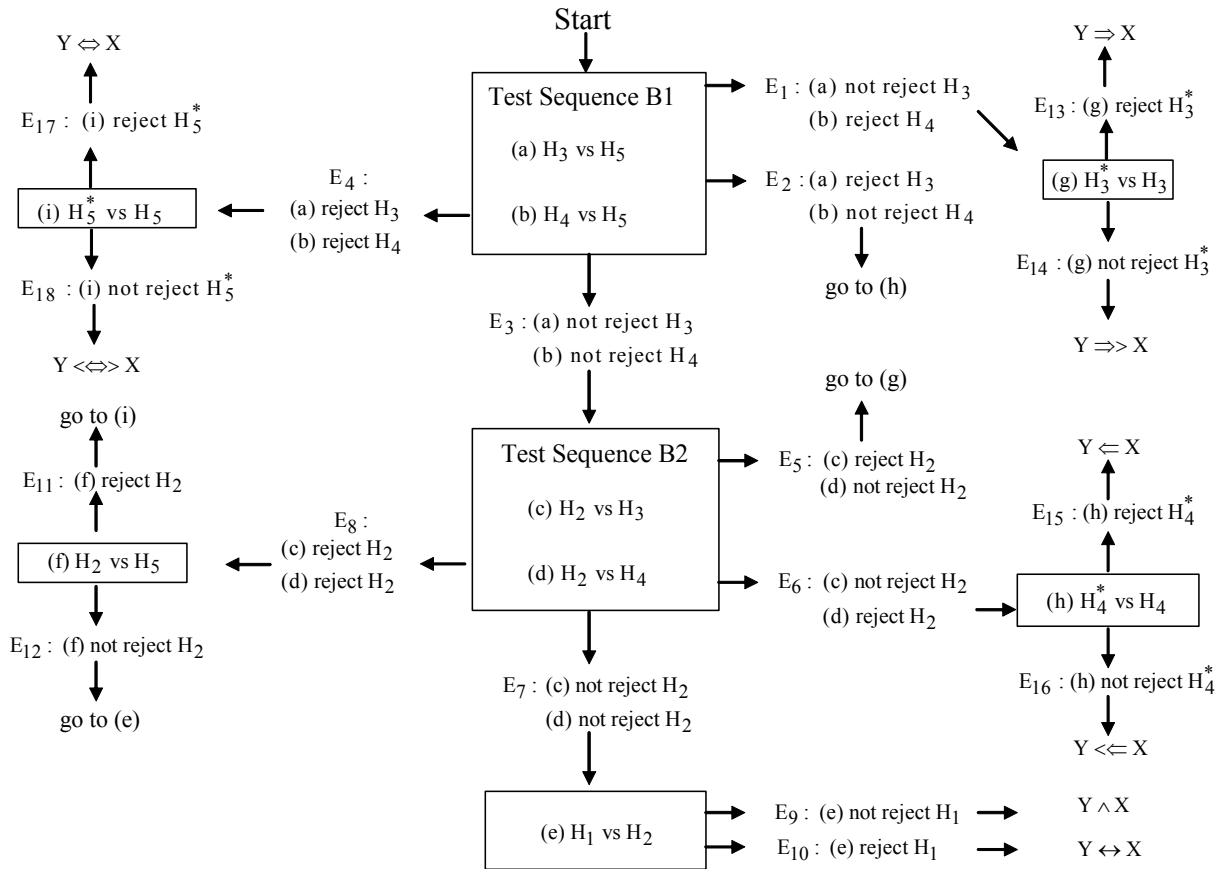 Start
Y ⇔ X
E17 : (i) reject H5*
(i) H5* vs H5
E18 : (i) not reject H5*
Y <⇔> X
E4 :
(a) reject H3
(b) reject H4
Test Sequence B1
(a) H3 vs H5
(b) H4 vs H5
E1 : (a) not reject H3
(b) reject H4
E2 : (a) reject H3
(b) not reject H4
go to (h)
Y ⇒ X
E13 : (g) reject H3*
(g) H3* vs H3
E14 : (g) not reject H3*
Y ⇒> X
E3 : (a) not reject H3
(b) not reject H4
go to (i)
E11 : (f) reject H2
(f) H2 vs H5
E12 : (f) not reject H2
go to (e)
E8 :
(c) reject H2
(d) reject H2
Test Sequence B2
(c) H2 vs H3
(d) H2 vs H4
go to (g)
E5 : (c) reject H2
(d) not reject H2
E6 : (c) not reject H2
(d) reject H2
Y ⇐ X
E15 : (h) reject H4*
(h) H4* vs H4
E16 : (h) not reject H4*
Y <⇐ X
E7 : (c) not reject H2
(d) not reject H2
(e) H1 vs H2
E9 : (e) not reject H1
Y ∧ X
E10 : (e) reject H1
Y ↔ X